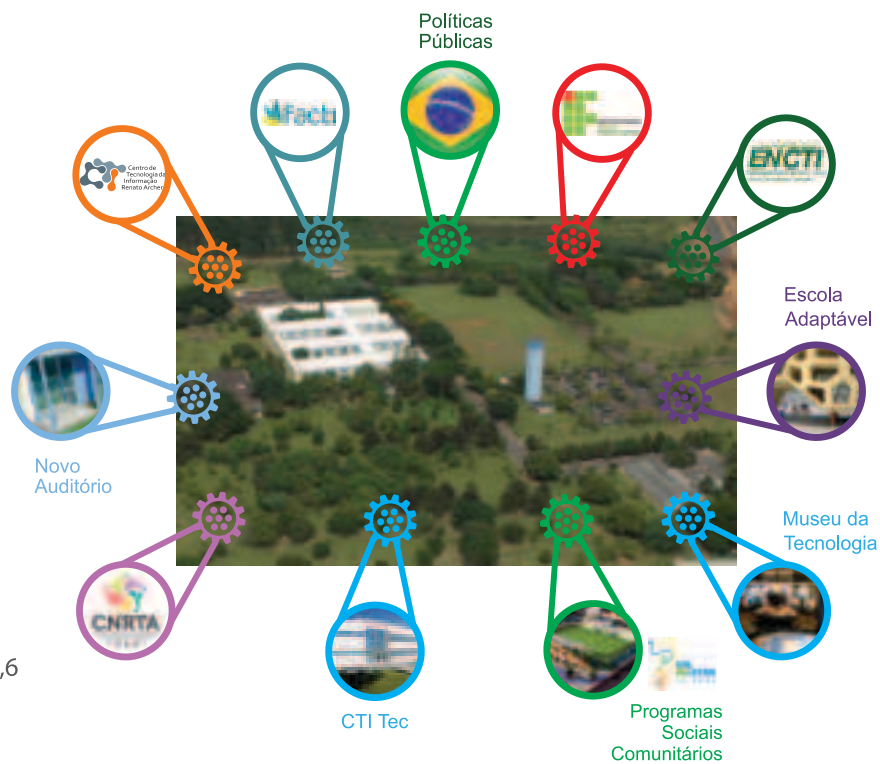 Políticas
Públicas
Facti
ENCTI
Centro de
Tecnologia da
Informação
Renato Archer
Escola
Adaptável
Novo
Auditório
Museu da
Tecnologia
CNRTA
,6
CTI Tec
Programas
Sociais
Comunitários